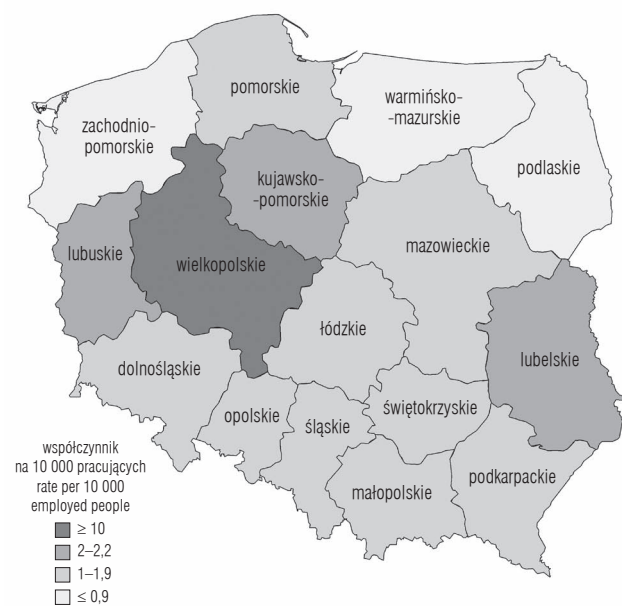 pomorskie
warmińsko-
-mazurskie
zachodnio-
pomorskie
podlaskie
kujawsko-
-pomorskie
mazowieckie
lubuskie
wielkopolskie
łódzkie
lubelskie
dolnośląskie
opolskie
śląskie
świętokrzyskie
podkarpackie
małopolskie
współczynnik
na 10 000 pracujących
rate per 10 000
employed people
≥ 10
2–2,2
1–1,9
≤ 0,9